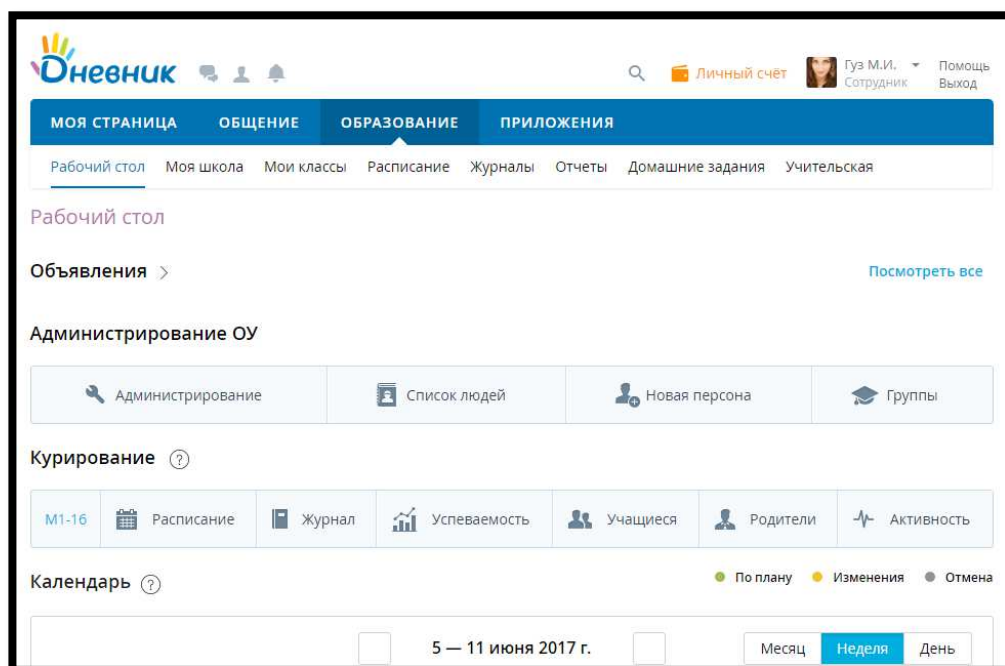 Дневник
Личный счёт
Гуз М.И.
Сотрудник
Помощь
Выход
МОЯ СТРАНИЦА ОБЩЕНИЕ ОБРАЗОВАНИЕ ПРИЛОЖЕНИЯ
Рабочий стол Моя школа Мои классы Расписание Журналы Отчеты Домашние задания Учительская
Рабочий стол
Объявления > Посмотреть все
Администрирование ОУ
Администрирование Список людей Новая персона Группы
Курирование ?
М1-16 Расписание Журнал Успеваемость Учащиеся Родители Активность
Календарь ? По плану Изменения Отмена
5 — 11 июня 2017 г. Месяц Неделя День